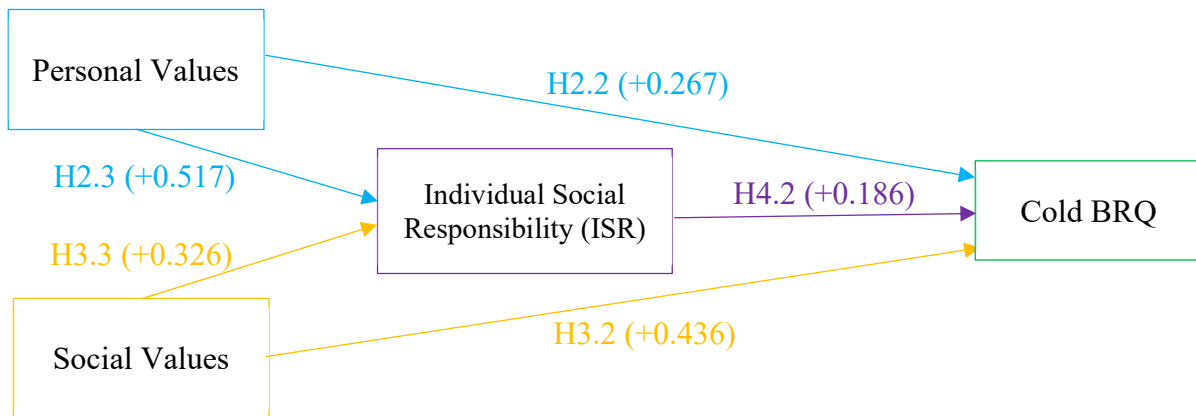 Personal Values
H2.2 (+0.267)
H2.3 (+0.517)
Individual Social
Responsibility (ISR)
H4.2 (+0.186)
Cold BRQ
H3.3 (+0.326)
H3.2 (+0.436)
Social Values